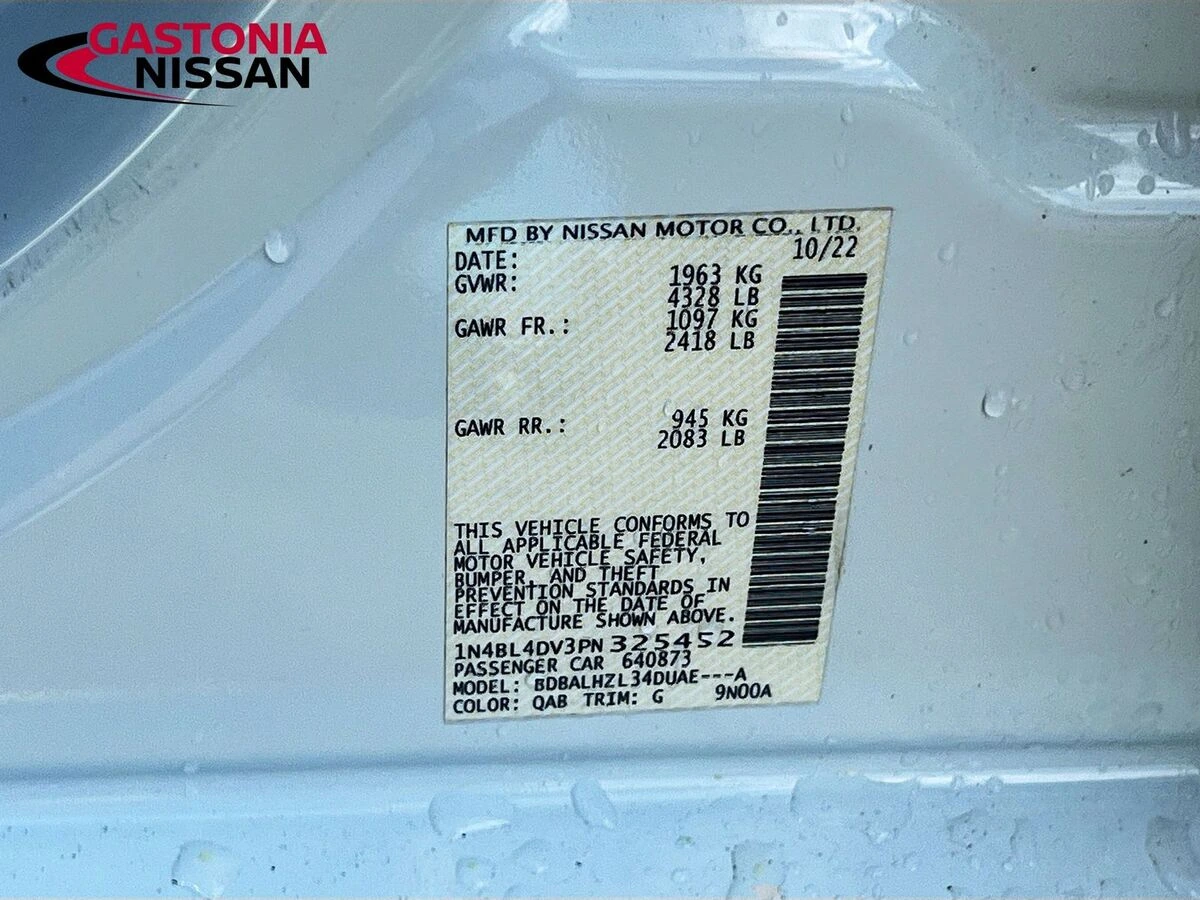 GASTONIA
NISSAN
MFD BY NISSAN MOTOR CO., LTD.
DATE: 10/22
GVWR: 1963 KG
4328 LB
GAWR FR.: 1097 KG
2418 LB
GAWR RR.: 945 KG
2083 LB
THIS VEHICLE CONFORMS TO
ALL APPLICABLE FEDERAL
MOTOR VEHICLE SAFETY,
BUMPER, AND THEFT
PREVENTION STANDARDS IN
EFFECT ON THE DATE OF
MANUFACTURE SHOWN ABOVE.
1N4BL4DV3PN325452
PASSENGER CAR 640873
MODEL: BDBALHZL34DUAE---A
COLOR: QAB TRIM: G 9N00A